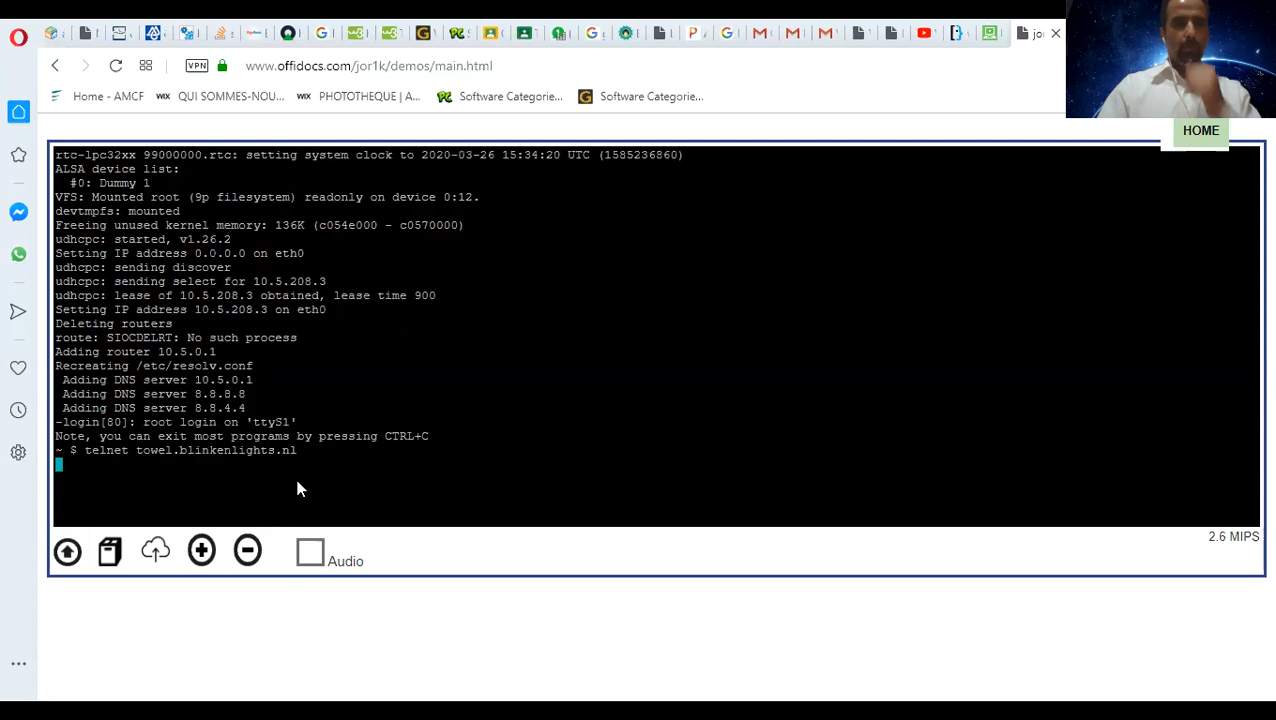 jor
VPN
www.offidocs.com/jor1k/demos/main.html
Home - AMCF
WIX QUI SOMMES-NOU...
WIX PHOTOTHEQUE | A...
Software Categorie...
Software Categorie...
HOME
rtc-lpc32xx 99000000.rtc: setting system clock to 2020-03-26 15:34:20 UTC (1585236860)
ALSA device list:
#0: Dummy 1
VFS: Mounted root (9p filesystem) readonly on device 0:12.
devtmpfs: mounted
Freeing unused kernel memory: 136K (c054e000 - c0570000)
udhcpc: started, v1.26.2
Setting IP address 0.0.0.0 on eth0
udhcpc: sending discover
udhcpc: sending select for 10.5.208.3
udhcpc: lease of 10.5.208.3 obtained, lease time 900
Setting IP address 10.5.208.3 on eth0
Deleting routers
route: SIOCDELRT: No such process
Adding router 10.5.0.1
Recreating /etc/resolv.conf
Adding DNS server 10.5.0.1
Adding DNS server 8.8.8.8
Adding DNS server 8.8.4.4
-login[80]: root login on 'ttyS1'
Note, you can exit most programs by pressing CTRL+C
~ $ telnet towel.blinkenlights.nl
2.6 MIPS
Audio